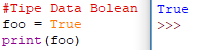 #Tipe Data Bolean
foo = True
print(foo)
True
>>>